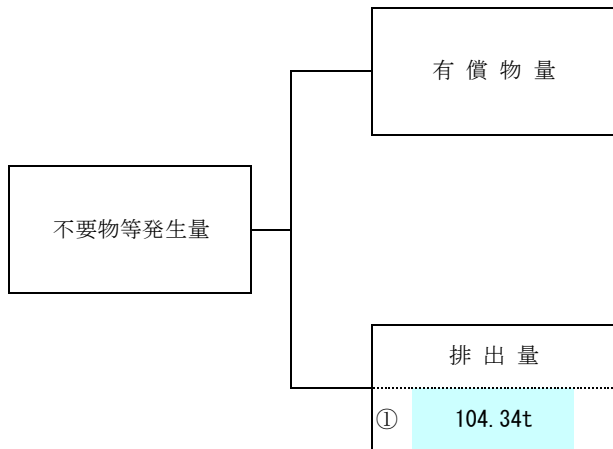 有 償 物 量
不要物等発生量
排 出 量
① 104.34t